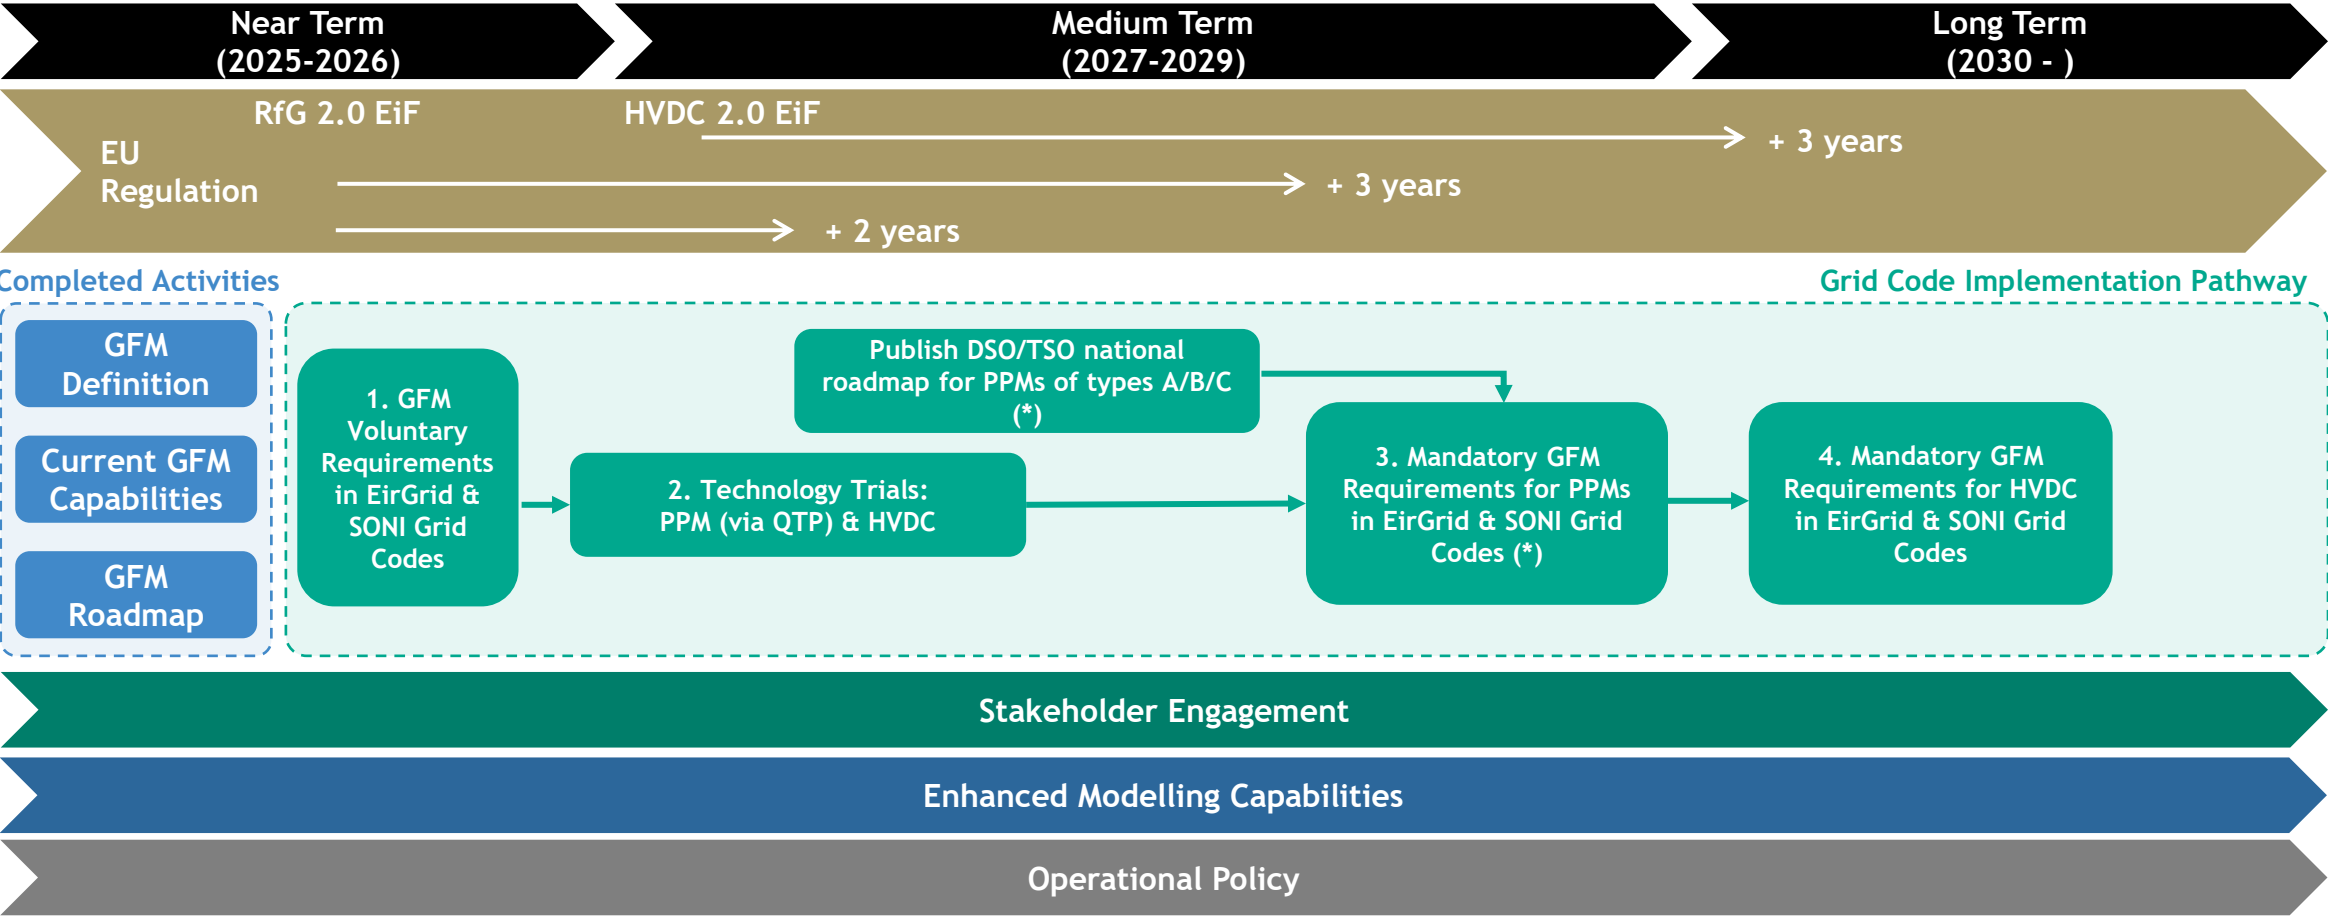 Near Term
(2025-2026)
Medium Term
(2027-2029)
Long Term
(2030 - )
RfG 2.0 EiF
HVDC 2.0 EiF
+ 3 years
EU
Regulation
+ 3 years
+ 2 years
Completed Activities
Grid Code Implementation Pathway
GFM
Definition
Current GFM
Capabilities
GFM
Roadmap
1. GFM
Voluntary
Requirements
in EirGrid &
SONI Grid
Codes
Publish DSO/TSO national
roadmap for PPMs of types A/B/C
(*)
2. Technology Trials:
PPM (via QTP) & HVDC
3. Mandatory GFM
Requirements for PPMs
in EirGrid & SONI Grid
Codes (*)
4. Mandatory GFM
Requirements for HVDC
in EirGrid & SONI Grid
Codes
Stakeholder Engagement
Enhanced Modelling Capabilities
Operational Policy